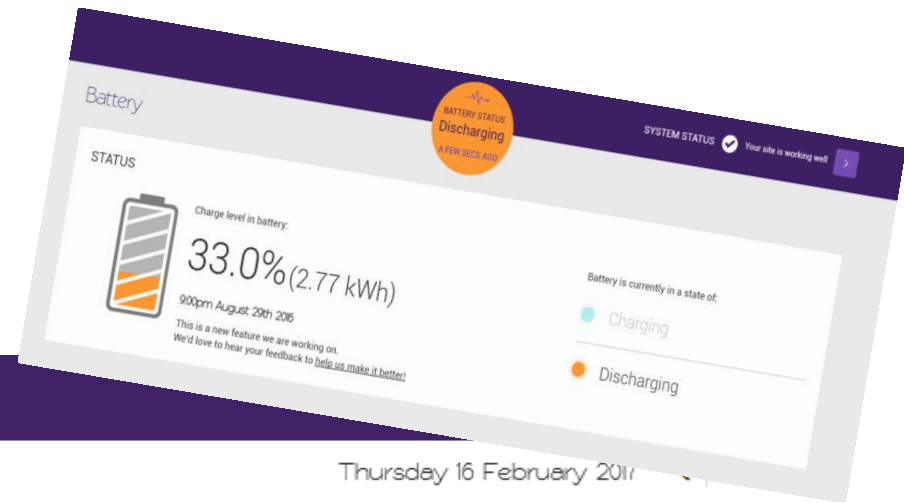 BATTERY STATUS
Discharging
A FEW SECS AGO
SYSTEM STATUS
Your site is working well
Battery
STATUS
Charge level in battery:
33.0% (2.77 kWh)
9:00pm August 29th 2016
This is a new feature we are working on.
We'd love to hear your feedback to help us make it better!
Battery is currently in a state of:
Charging
Discharging
Thursday 16 February 2017